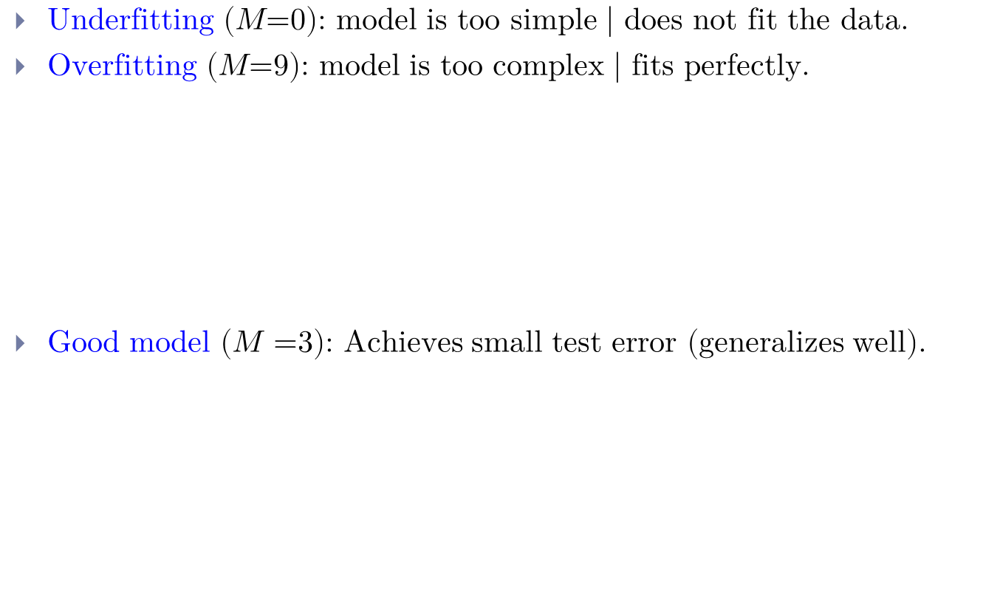 Underfitting (M=0): model is too simple | does not fit the data.
Overfitting (M=9): model is too complex | fits perfectly.
Good model (M =3): Achieves small test error (generalizes well).